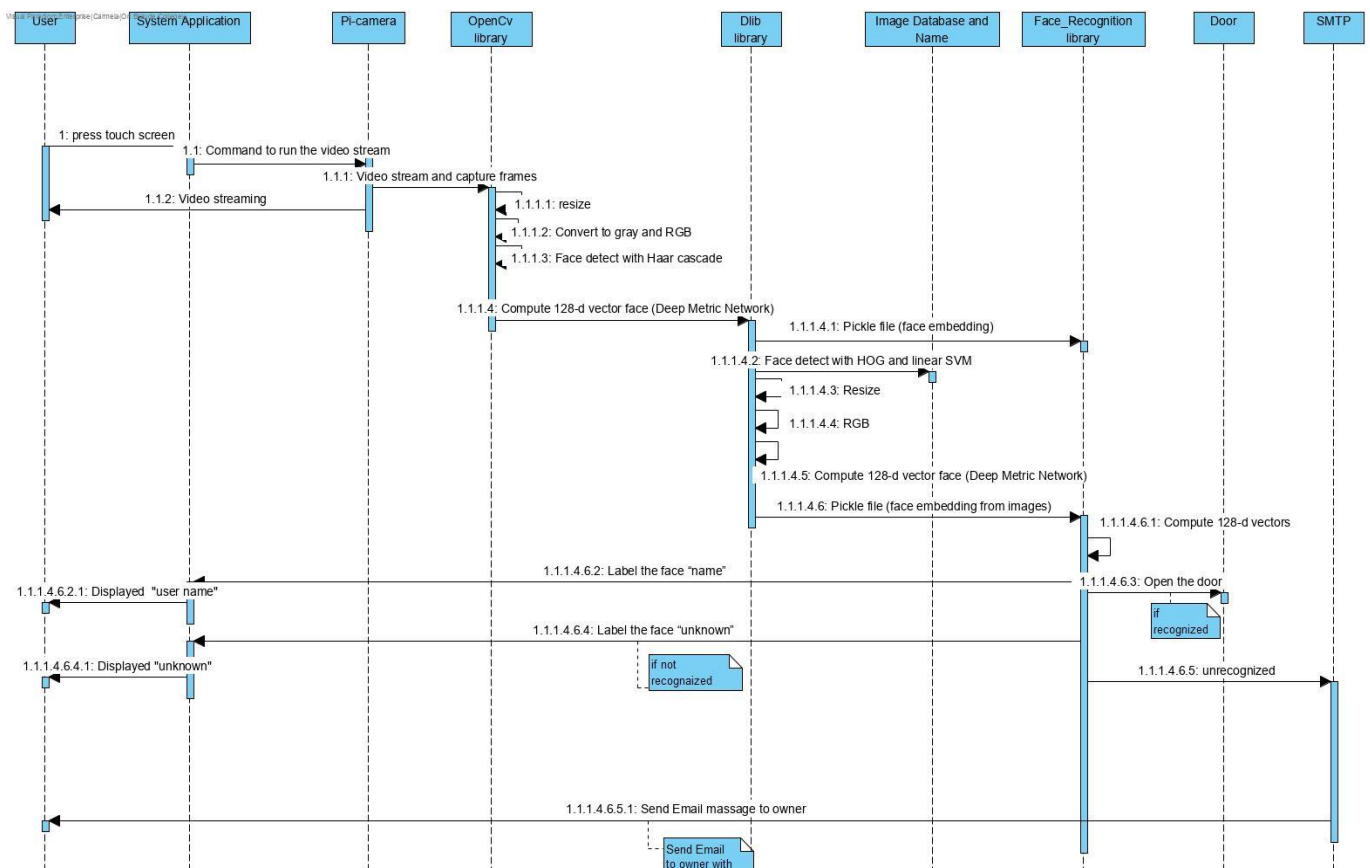 User
System Application
Pi-camera
OpenCv
library
Dlib
library
Image Database and
Name
Face_Recognition
library
Door
SMTP
1: press touch screen
1.1: Command to run the video stream
1.1.1: Video stream and capture frames
1.1.2: Video streaming
1.1.1.1: resize
1.1.1.2: Convert to gray and RGB
1.1.1.3: Face detect with Haar cascade
1.1.1.4: Compute 128-d vector face (Deep Metric Network)
1.1.1.4.1: Pickle file (face embedding)
1.1.1.4.2: Face detect with HOG and linear SVM
1.1.1.4.3: Resize
1.1.1.4.4: RGB
1.1.1.4.5: Compute 128-d vector face (Deep Metric Network)
1.1.1.4.6: Pickle file (face embedding from images)
1.1.1.4.6.1: Compute 128-d vectors
1.1.1.4.6.2: Label the face “name”
1.1.1.4.6.3: Open the door
1.1.1.4.6.2.1: Displayed "user name"
if
recognized
1.1.1.4.6.4: Label the face “unknown”
1.1.1.4.6.4.1: Displayed "unknown"
if not
recognaized
1.1.1.4.6.5: unrecognized
1.1.1.4.6.5.1: Send Email massage to owner
Send Email
to owner with